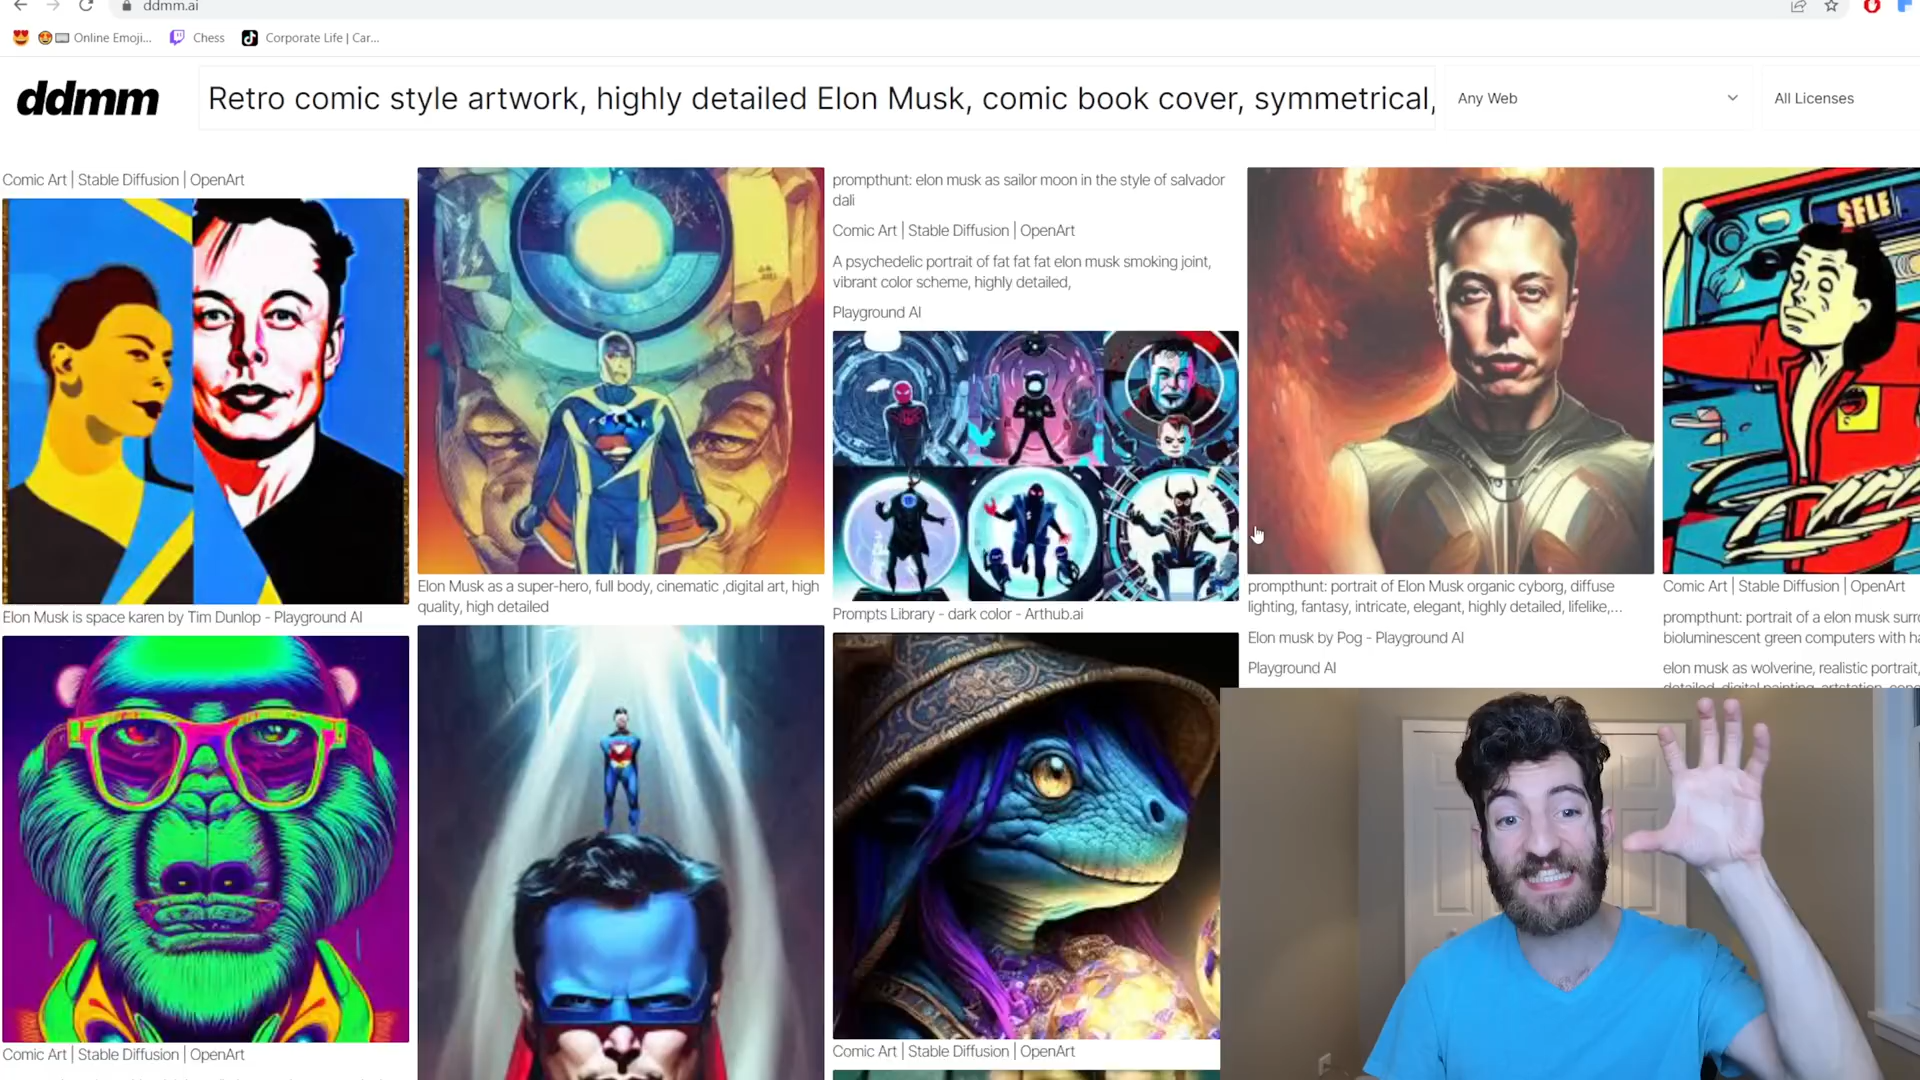 ddmm.ai
Online Emoji...
Chess
Corporate Life | Car...
ddmm
Retro comic style artwork, highly detailed Elon Musk, comic book cover, symmetrical,
Any Web
All Licenses
Comic Art | Stable Diffusion | OpenArt
Elon Musk is space karen by Tim Dunlop - Playground AI
Comic Art | Stable Diffusion | OpenArt
Elon Musk as a super-hero, full body, cinematic ,digital art, high
quality, high detailed
prompthunt: elon musk as sailor moon in the style of salvador
dali
Comic Art | Stable Diffusion | OpenArt
A psychedelic portrait of fat fat fat elon musk smoking joint,
vibrant color scheme, highly detailed,
Playground AI
Prompts Library - dark color - Arthub.ai
Comic Art | Stable Diffusion | OpenArt
prompthunt: portrait of Elon Musk organic cyborg, diffuse
lighting, fantasy, intricate, elegant, highly detailed, lifelike,...
Elon musk by Pog - Playground AI
Playground AI
SELE
Comic Art | Stable Diffusion | OpenArt
prompthunt: portrait of a elon musk surr
bioluminescent green computers with ha
elon musk as wolverine, realistic portrait,